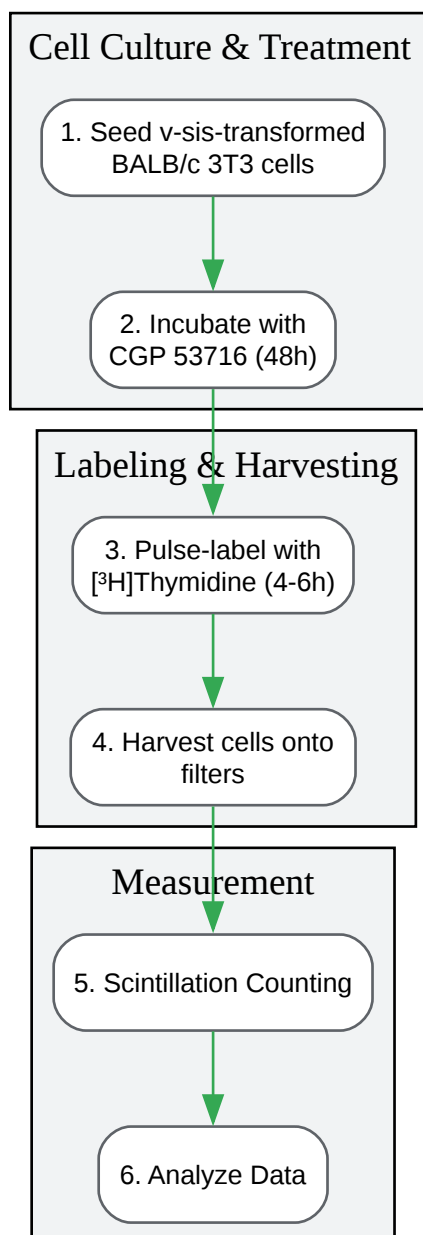 Cell Culture & Treatment
1. Seed v-sis-transformed
BALB/c 3T3 cells
2. Incubate with
CGP 53716 (48h)
Labeling & Harvesting
3. Pulse-label with
[³H]Thymidine (4-6h)
4. Harvest cells onto
filters
Measurement
5. Scintillation Counting
6. Analyze Data